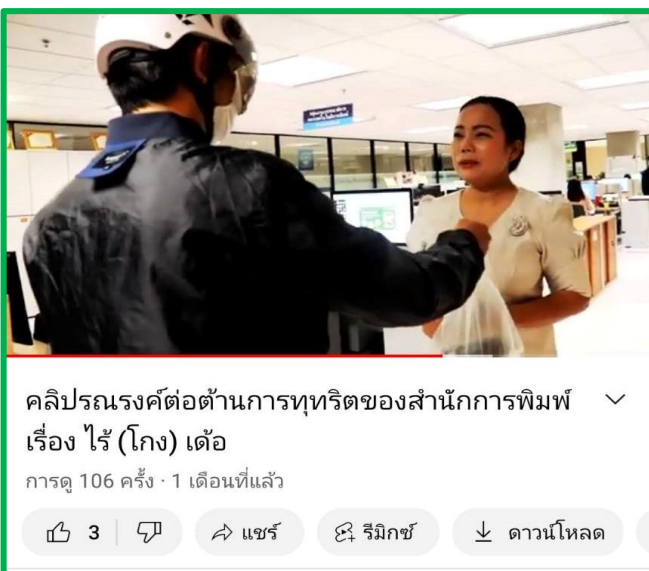 คลิปรณรงค์ต่อต้านการทุทริตของสำนักการพิมพ์
เรื่อง ไร้ (โกง) เด้อ
การดู 106 ครั้ง · 1 เดือนที่แล้ว
3 แชร์ รีมิกซ์ ดาวน์โหลด